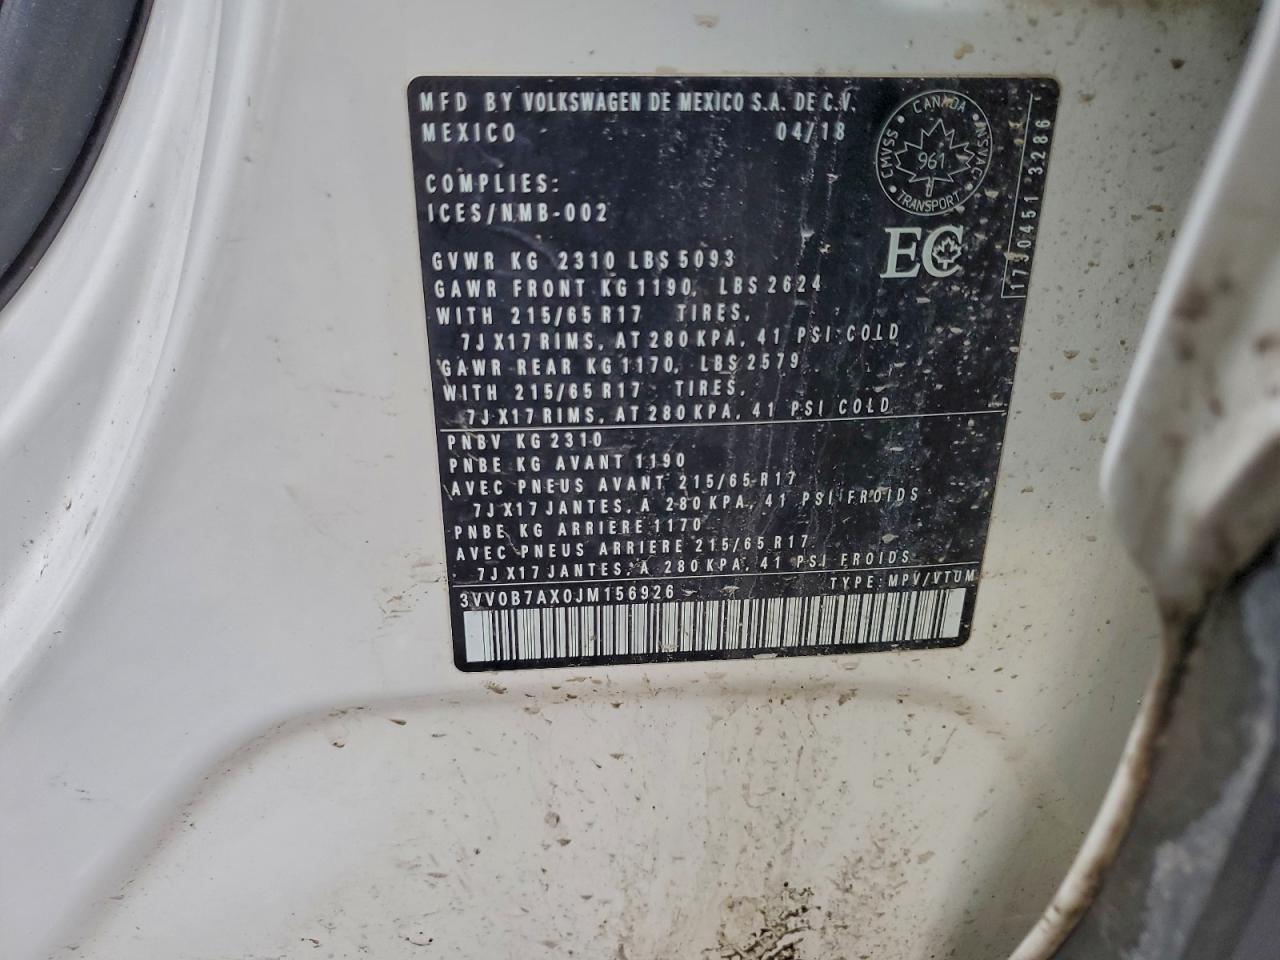 MFD BY VOLKSWAGEN DE MEXICO S.A. DE C.V.
MEXICO 04/18
CANADA
CMVSS NSVAC
961
TRANSPORT
1730451 3286
COMPLIES:
ICES/NMB-002
EC
GVWR KG 2310 LBS 5093
GAWR FRONT KG 1190, LBS 2624
WITH 215/65 R17 TIRES,
7J X17 RIMS, AT 280 KPA, 41 PSI COLD
GAWR REAR KG 1170, LBS 2579
WITH 215/65 R17 TIRES,
7J X17 RIMS, AT 280 KPA, 41 PSI COLD
PNBV KG 2310
PNBE KG AVANT 1190
AVEC PNEUS AVANT 215/65 R17
7J X17 JANTES, A 280 KPA, 41 PSI FROIDS
PNBE KG ARRIERE 1170
AVEC PNEUS ARRIERE 215/65 R17
7J X17 JANTES, A 280 KPA, 41 PSI FROIDS
3VV0B7AX0JM156926 TYPE: MPV/VTUM